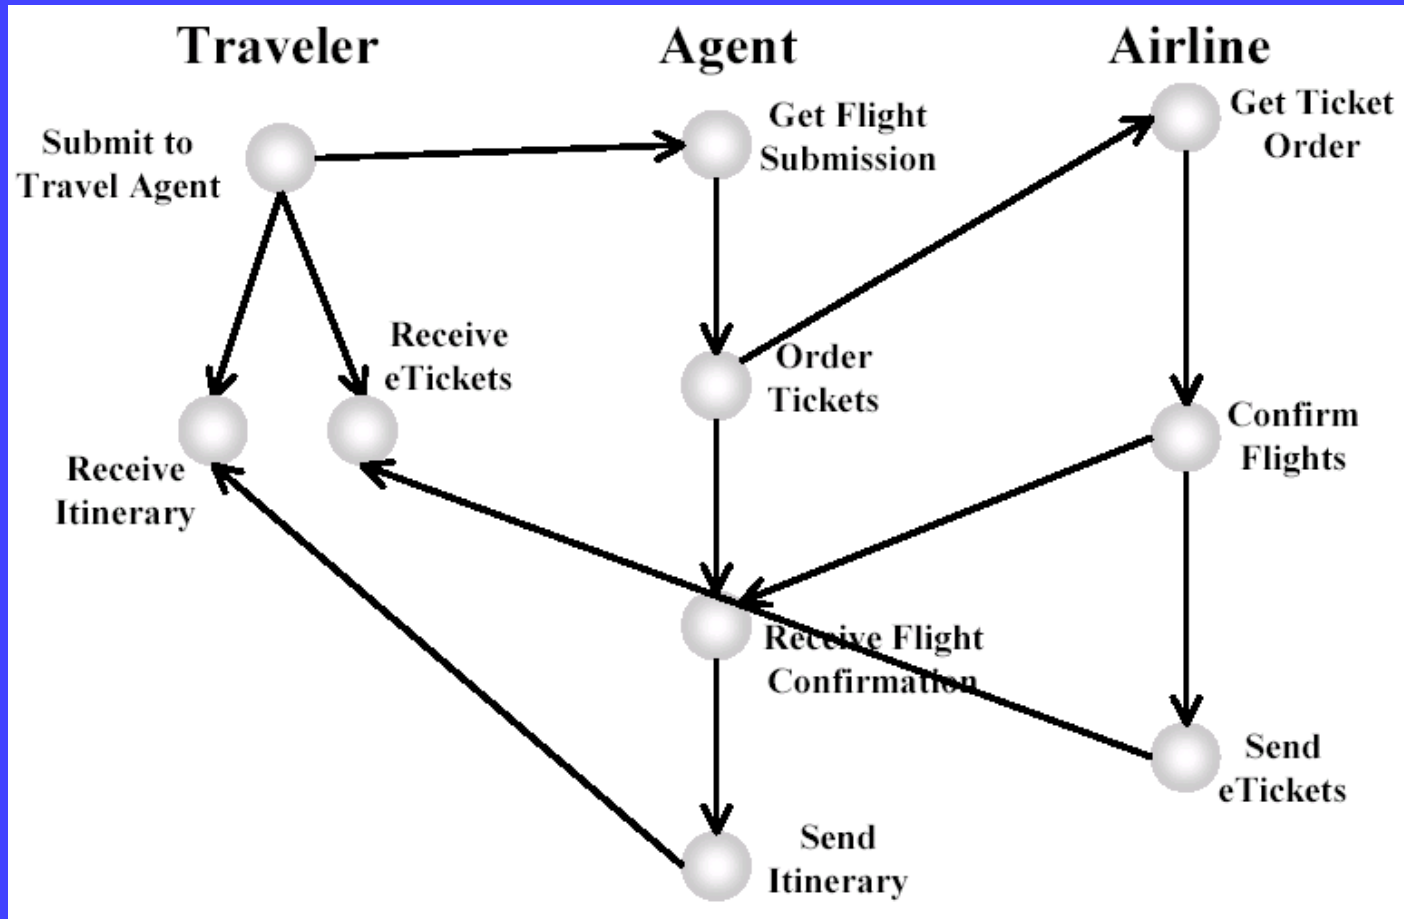 Traveler
Agent
Airline
Submit to
Travel Agent
Get Flight
Submission
Get Ticket
Order
Receive
eTickets
Order
Tickets
Confirm
Flights
Receive
Itinerary
Receive Flight
Confirmation
Send
eTickets
Send
Itinerary